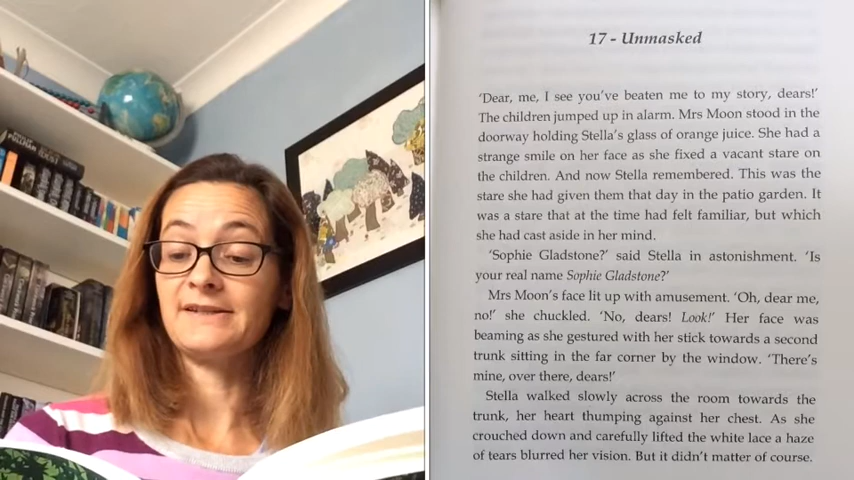 17 - Unmasked
'Dear, me, I see you've beaten me to my story, dears!'
The children jumped up in alarm. Mrs Moon stood in the
doorway holding Stella's glass of orange juice. She had a
strange smile on her face as she fixed a vacant stare on
the children. And now Stella remembered. This was the
stare she had given them that day in the patio garden. It
was a stare that at the time had felt familiar, but which
she had cast aside in her mind.
'Sophie Gladstone?' said Stella in astonishment. 'Is
your real name Sophie Gladstone?'
Mrs Moon's face lit up with amusement. 'Oh, dear me,
no!' she chuckled. 'No, dears! Look!' Her face was
beaming as she gestured with her stick towards a second
trunk sitting in the far corner by the window. 'There's
mine, over there, dears!'
Stella walked slowly across the room towards the
trunk, her heart thumping against her chest. As she
crouched down and carefully lifted the white lace a haze
of tears blurred her vision. But it didn't matter of course.